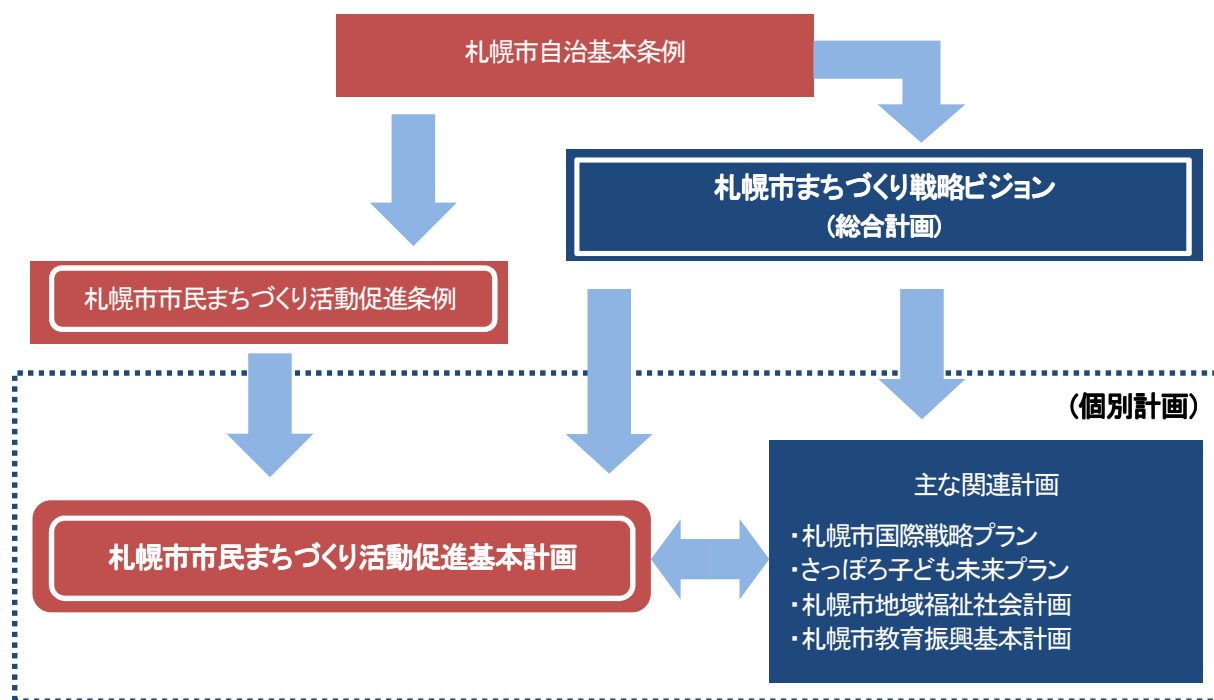 札幌市自治基本条例
札幌市まちづくり戦略ビジョン
(総合計画)
札幌市市民まちづくり活動促進条例
(個別計画)
主な関連計画
・札幌市国際戦略プラン
・さっぽろ子ども未来プラン
・札幌市地域福祉社会計画
・札幌市教育振興基本計画
札幌市市民まちづくり活動促進基本計画